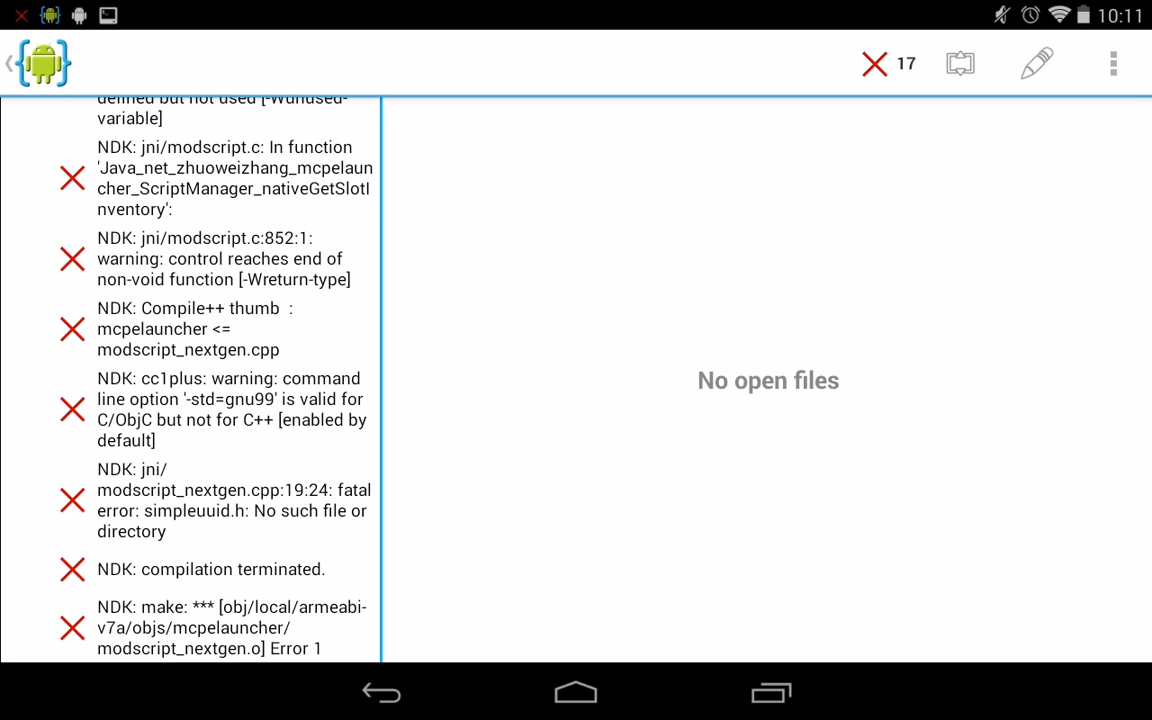 10:11
17
defined but not used [-Wunused-
variable]
NDK: jni/modscript.c: In function
'Java_net_zhuoweizhang_mcpelaun
cher_ScriptManager_nativeGetSlotI
nventory':
NDK: jni/modscript.c:852:1:
warning: control reaches end of
non-void function [-Wreturn-type]
NDK: Compile++ thumb  :
mcpelauncher <=
modscript_nextgen.cpp
NDK: cc1plus: warning: command
line option '-std=gnu99' is valid for
C/ObjC but not for C++ [enabled by
default]
NDK: jni/
modscript_nextgen.cpp:19:24: fatal
error: simpleuuid.h: No such file or
directory
NDK: compilation terminated.
NDK: make: *** [obj/local/armeabi-
v7a/objs/mcpelauncher/
modscript_nextgen.o] Error 1
No open files